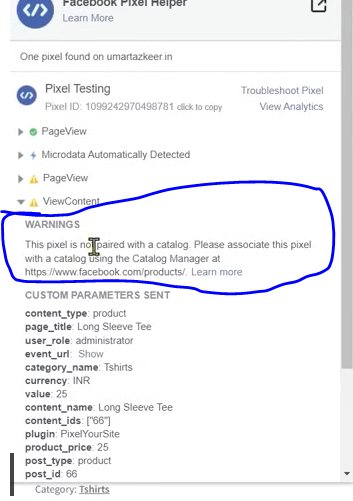 Facebook Pixel Helper
Learn More
One pixel found on umartazkeer.in
Pixel Testing
Troubleshoot Pixel
Pixel ID: 1099242970498781 click to copy
View Analytics
PageView
Microdata Automatically Detected
PageView
ViewContent
WARNINGS
This pixel is not paired with a catalog. Please associate this pixel
with a catalog using the Catalog Manager at
https://www.facebook.com/products/. Learn more
CUSTOM PARAMETERS SENT
content_type: product
page_title: Long Sleeve Tee
user_role: administrator
event_url: Show
category_name: Tshirts
currency: INR
value: 25
content_name: Long Sleeve Tee
content_ids: ["66"]
plugin: PixelYourSite
product_price: 25
post_type: product
post_id: 66
Category: Tshirts